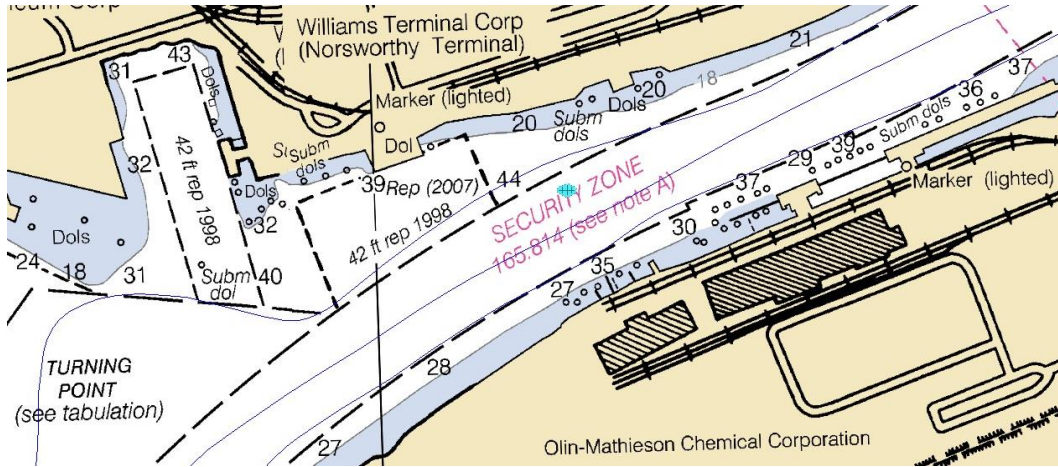 um Corp
Williams Terminal Corp
(Norsworthy Terminal)
43
31
Dols
21
37
20
18
36
Marker (lighted)
Dols
20
Subm
dols
Dol
Subm dols
39
29
32
42 ft rep 1998
Subm
dols
39
Rep (2007)
44
37
Marker (lighted)
Dols
32
42 ft rep 1998
SECURITY ZONE
165.814 (see note A)
30
Dols
24
18
31
Subm
dol
40
35
27
TURNING
POINT
(see tabulation)
28
27
Olin-Mathieson Chemical Corporation